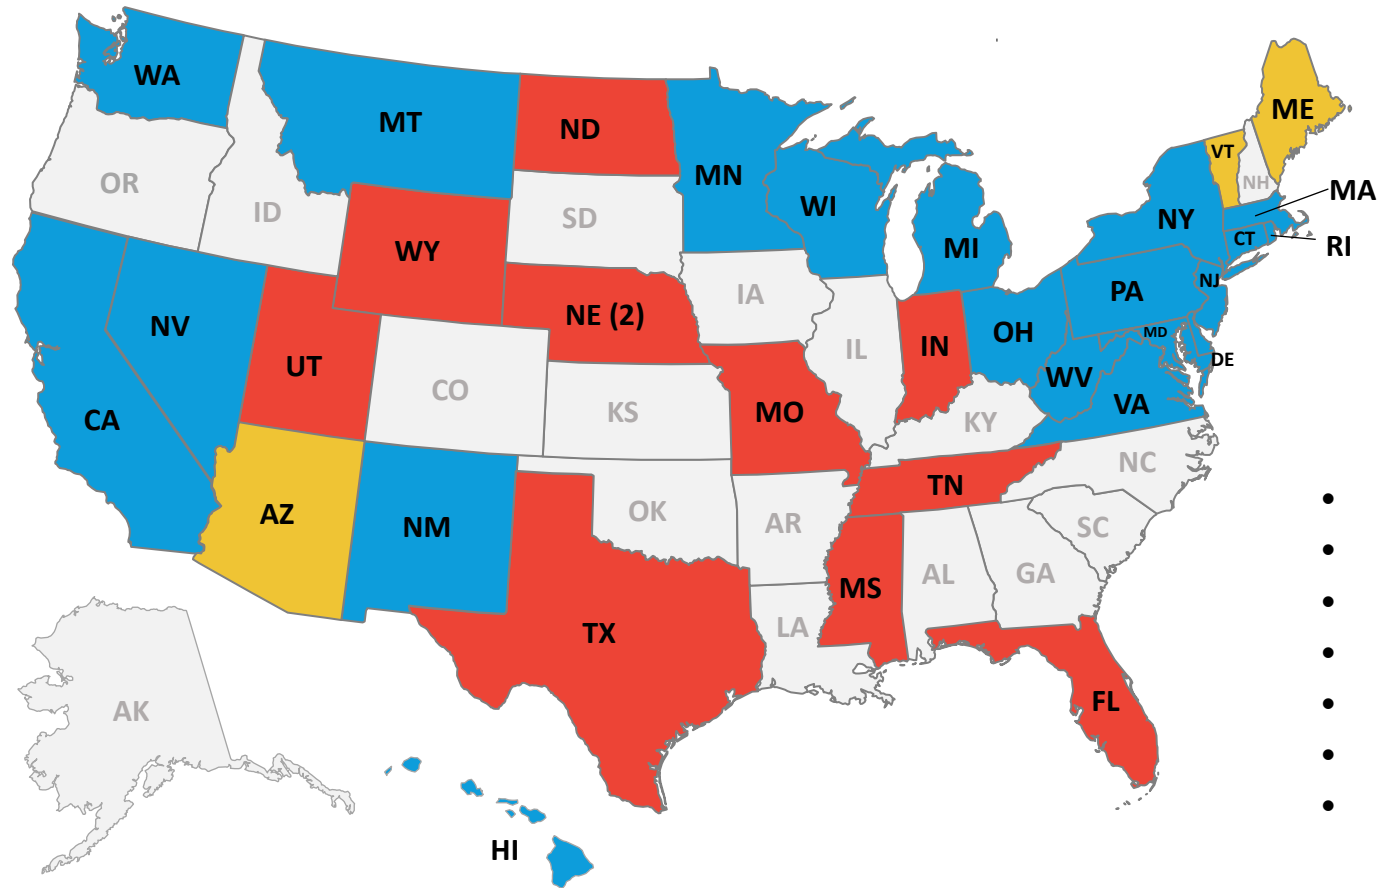 WA
MT
ND
MN
ME
VT
NH
MA
OR
ID
SD
WI
MI
NY
CT
RI
WY
IA
PA
NJ
NV
NE (2)
IL
IN
OH
MD
DE
UT
CO
KS
MO
KY
WV
VA
CA
NC
AZ
NM
OK
AR
TN
SC
TX
LA
MS
AL
GA
AK
FL
HI
•
•
•
•
•
•
•